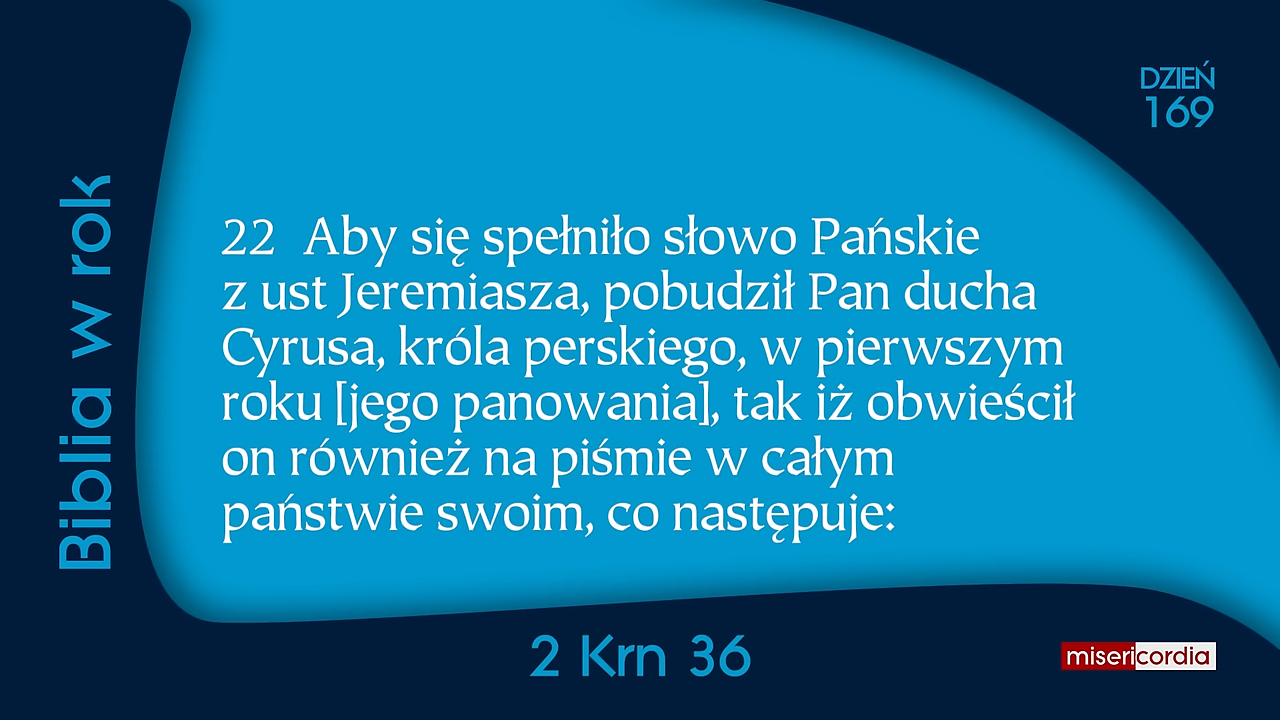 DZIEŃ
169
Biblia w rok
22 Aby się spełniło słowo Pańskie
z ust Jeremiasza, pobudził Pan ducha
Cyrusa, króla perskiego, w pierwszym
roku [jego panowania], tak iż obwieścił
on również na piśmie w całym
państwie swoim, co następuje:
2 Krn 36
misericordia